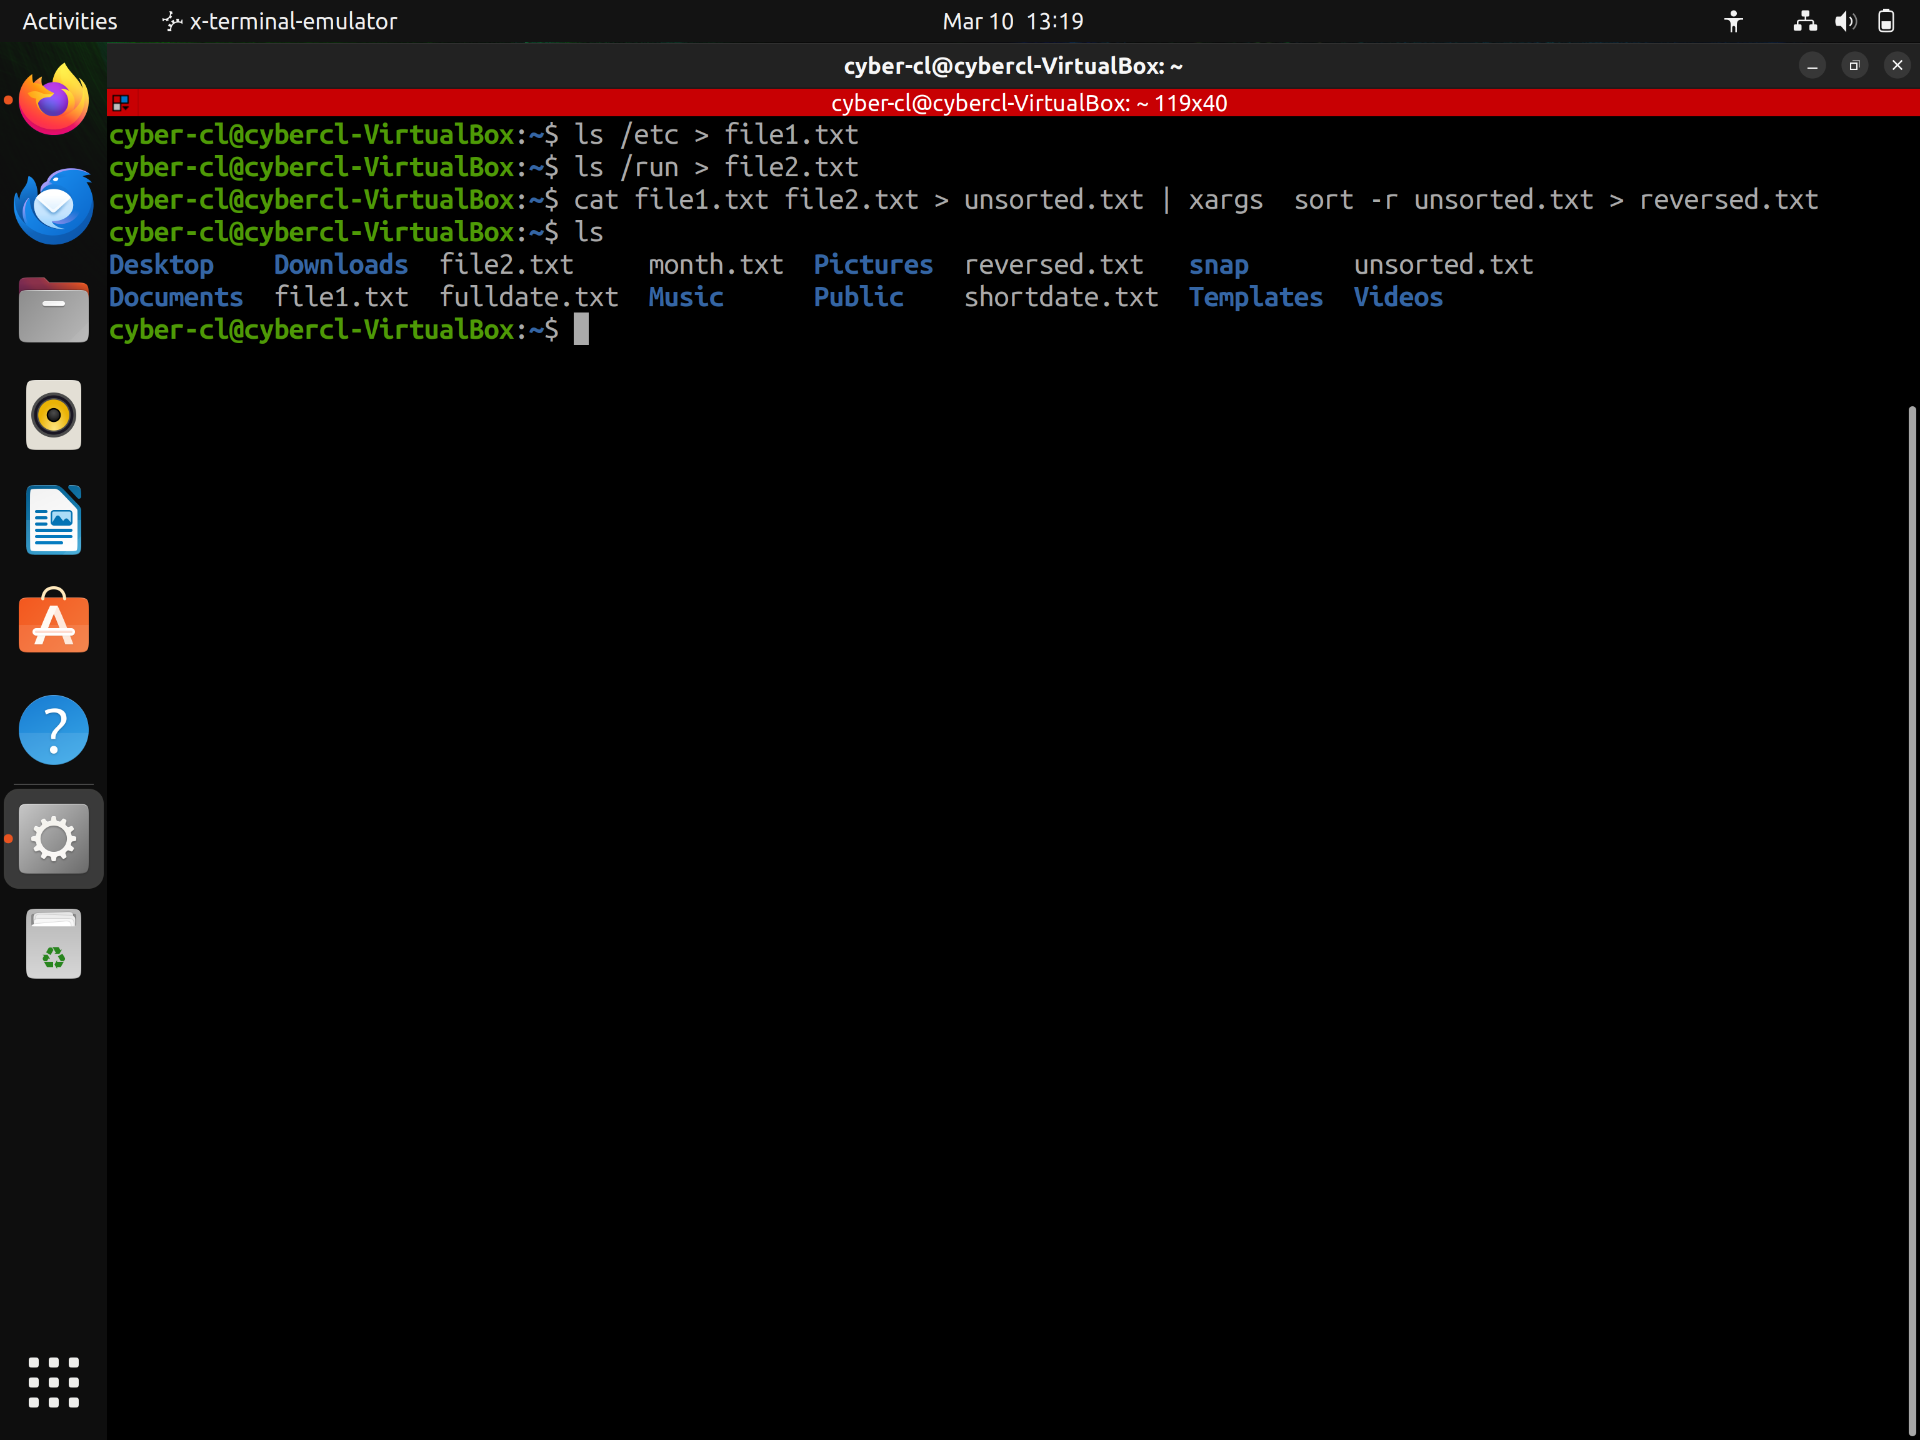 Activities x-terminal-emulator Mar 10 13:19
cyber-cl@cybercl-VirtualBox: ~
cyber-cl@cybercl-VirtualBox: ~ 119x40
cyber-cl@cybercl-VirtualBox:~$ ls /etc > file1.txt
cyber-cl@cybercl-VirtualBox:~$ ls /run > file2.txt
cyber-cl@cybercl-VirtualBox:~$ cat file1.txt file2.txt > unsorted.txt | xargs  sort -r unsorted.txt > reversed.txt
cyber-cl@cybercl-VirtualBox:~$ ls
Desktop    Downloads  file2.txt     month.txt  Pictures  reversed.txt   snap       unsorted.txt
Documents  file1.txt  fulldate.txt  Music      Public    shortdate.txt  Templates  Videos
cyber-cl@cybercl-VirtualBox:~$